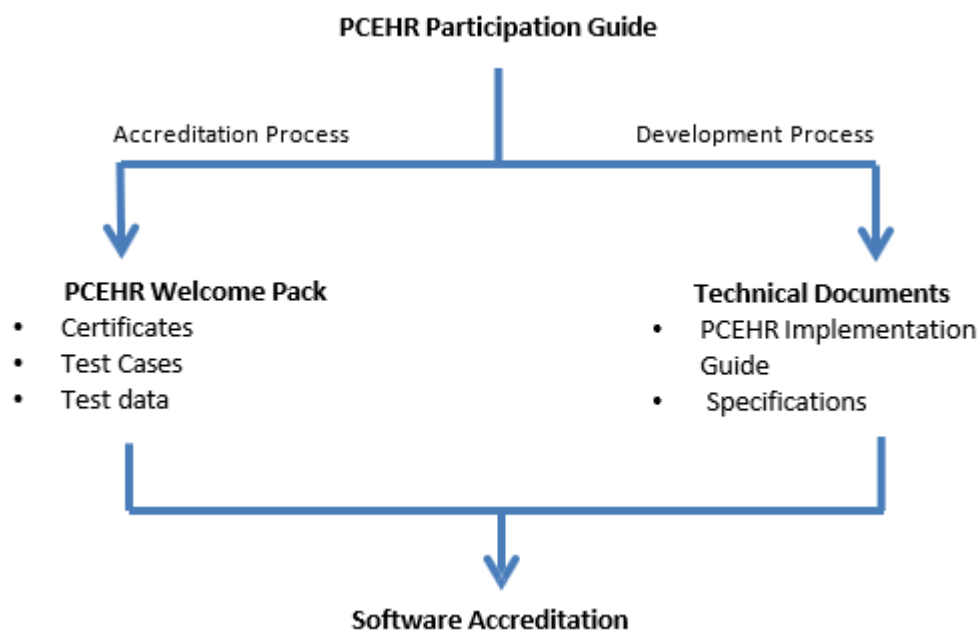 PCEHR Participation Guide
Accreditation Process
Development Process
PCEHR Welcome Pack
• Certificates
• Test Cases
• Test data
Technical Documents
• PCEHR Implementation
Guide
• Specifications
Software Accreditation